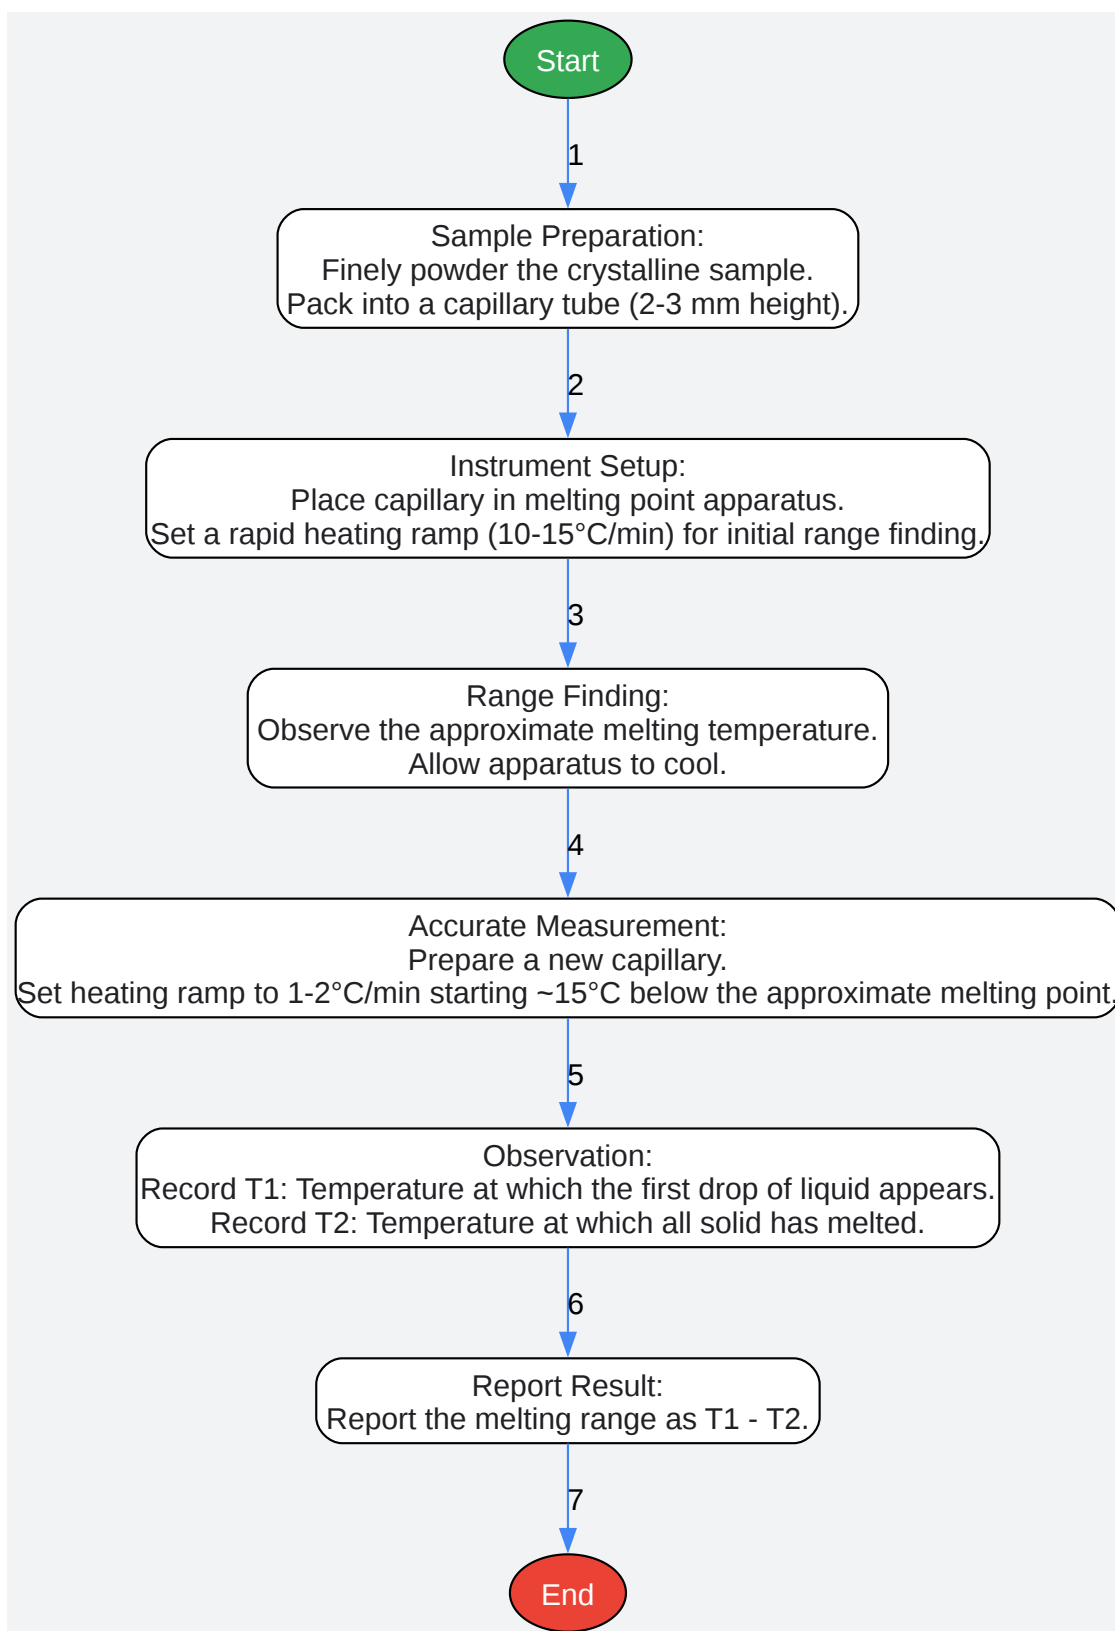 Start
1
Sample Preparation:
Finely powder the crystalline sample.
Pack into a capillary tube (2-3 mm height).
2
Instrument Setup:
Place capillary in melting point apparatus.
Set a rapid heating ramp (10-15°C/min) for initial range finding.
3
Range Finding:
Observe the approximate melting temperature.
Allow apparatus to cool.
4
Accurate Measurement:
Prepare a new capillary.
Set heating ramp to 1-2°C/min starting ~15°C below the approximate melting point.
5
Observation:
Record T1: Temperature at which the first drop of liquid appears.
Record T2: Temperature at which all solid has melted.
6
Report Result:
Report the melting range as T1 - T2.
7
End